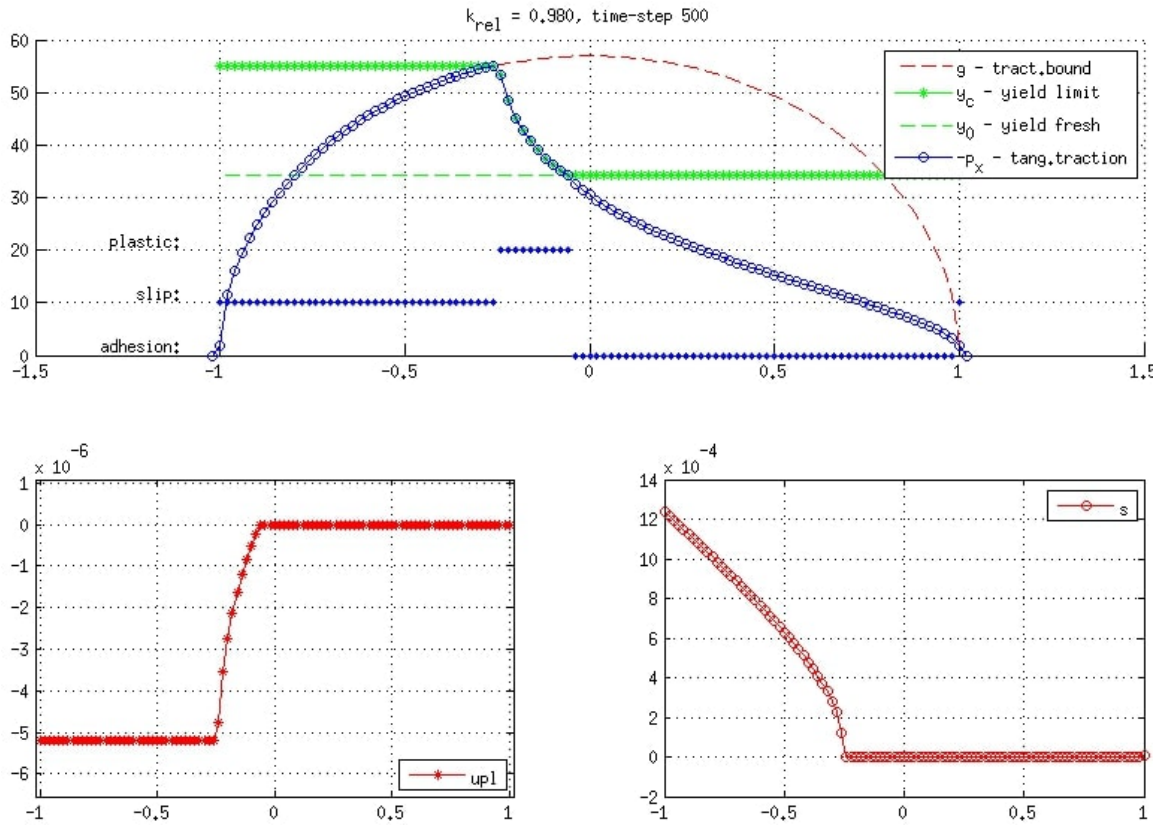 k_rel = 0.980, time-step 500
60
50
40
30
20
10
0
g - tract.bound
y_c - yield limit
y_0 - yield fresh
-p_x - tang.traction
plastic:
slip:
adhesion:
-1.5 -1 -0.5 0 0.5 1 1.5
x 10^-6
1
0
-1
-2
-3
-4
-5
-6
upl
-1 -0.5 0 0.5 1
x 10^-4
14
12
10
8
6
4
2
0
-2
s
-1 -0.5 0 0.5 1